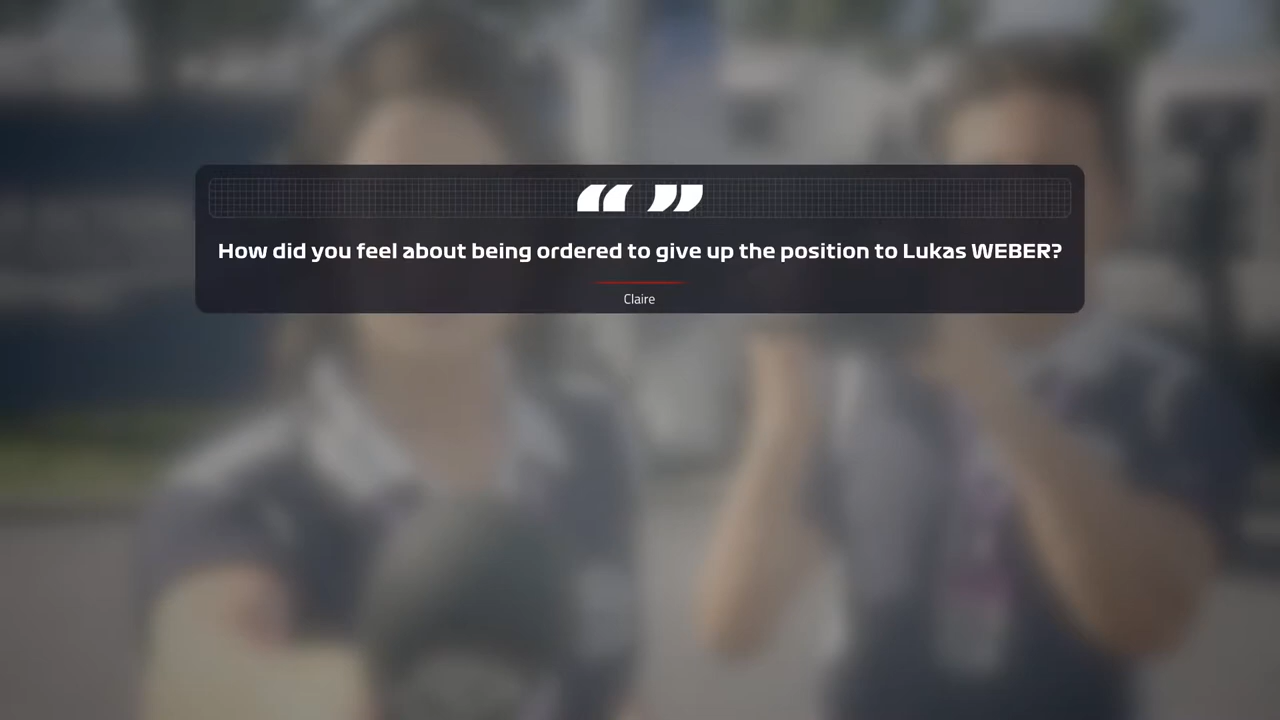 “ ”
How did you feel about being ordered to give up the position to Lukas WEBER?
Claire